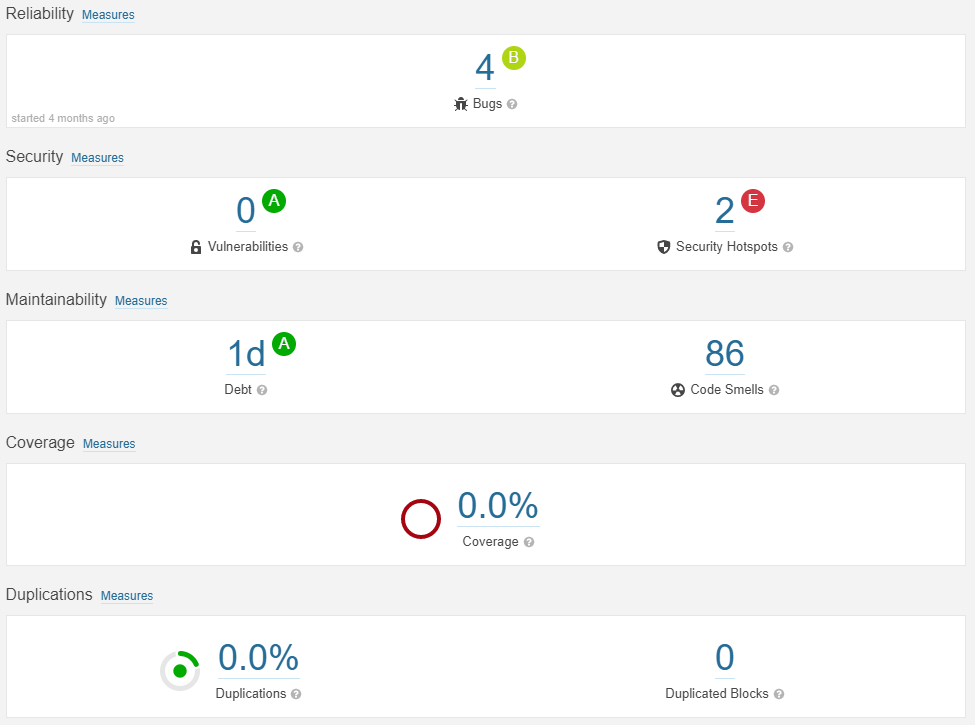 Reliability Measures
4 B
Bugs ?
started 4 months ago
Security Measures
0 A 2 E
Vulnerabilities ? Security Hotspots ?
Maintainability Measures
1d A 86
Debt ? Code Smells ?
Coverage Measures
0.0%
Coverage ?
Duplications Measures
0.0% 0
Duplications ? Duplicated Blocks ?